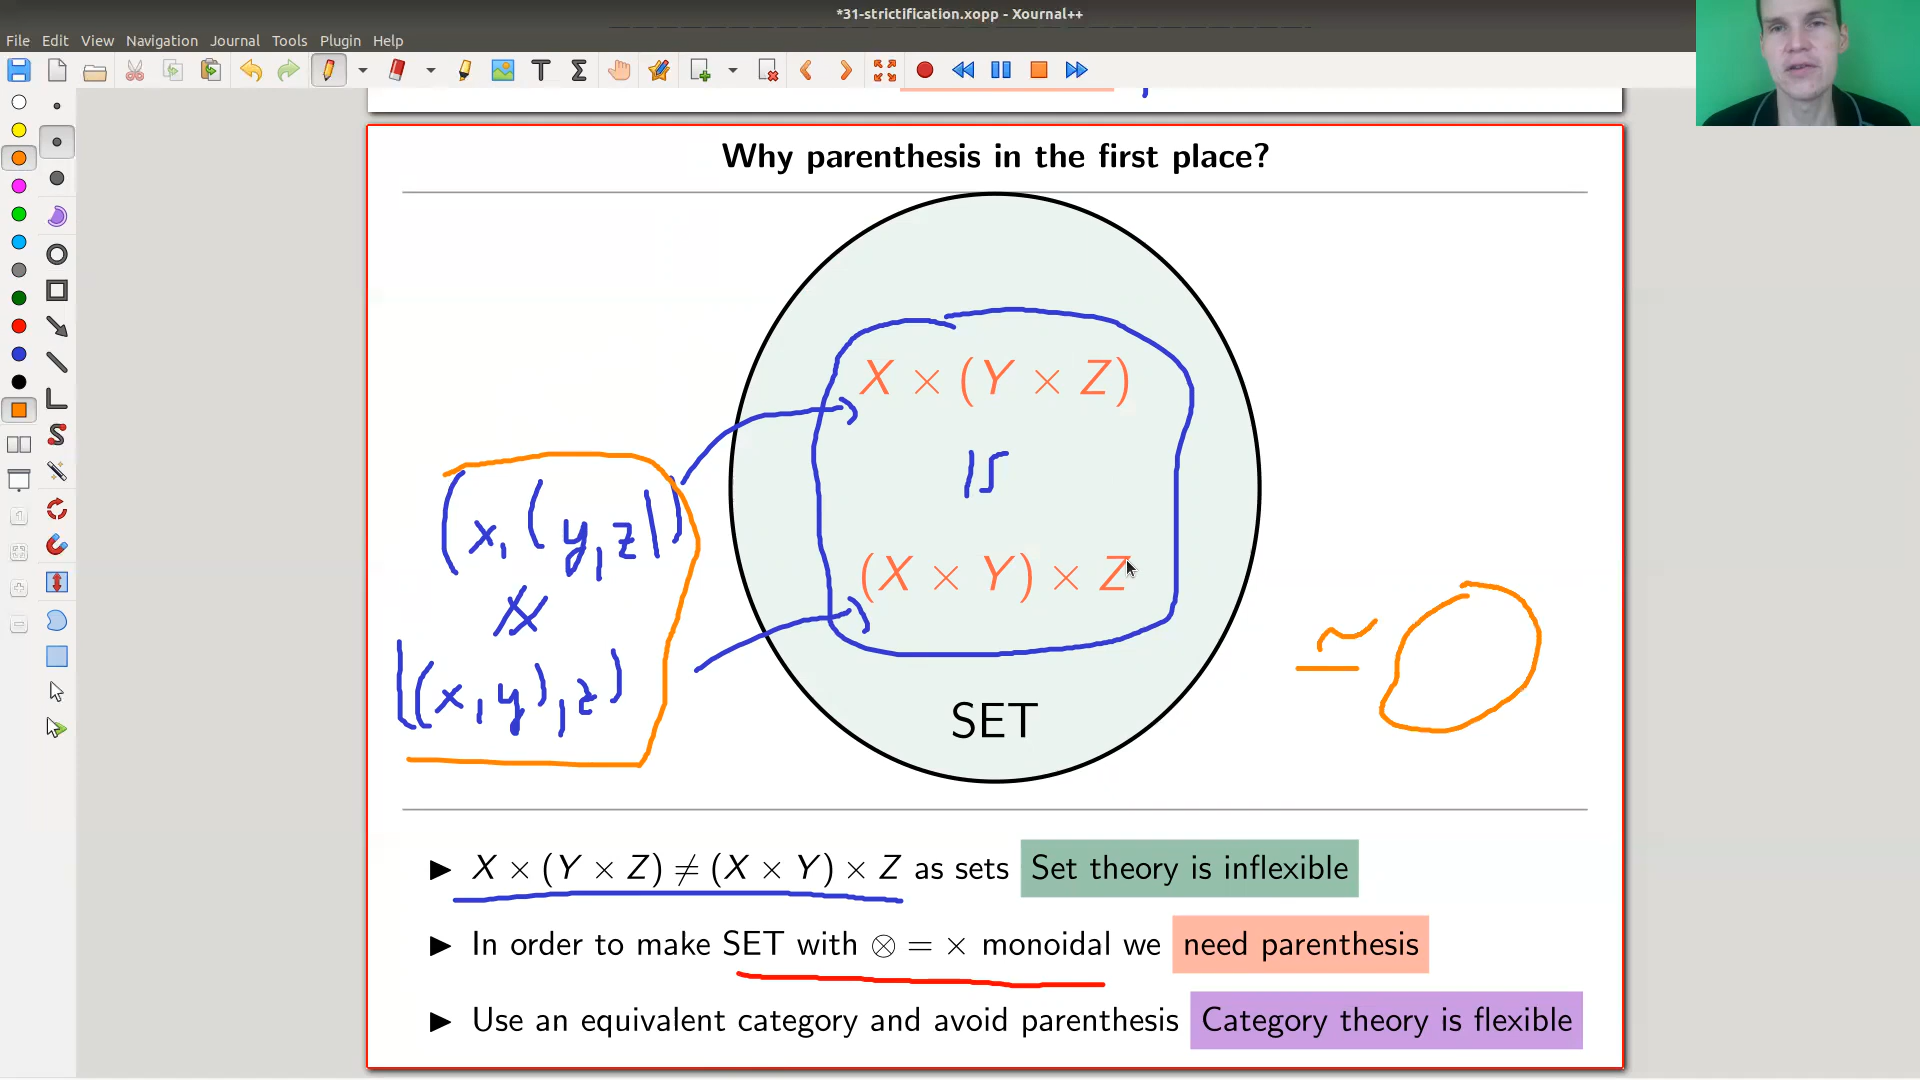 *31-strictification.xopp - Xournal++
File Edit View Navigation Journal Tools Plugin Help
Why parenthesis in the first place?
X × (Y × Z)
(x, (y,z))
(X × Y) × Z
((x,y),z)
≃
SET
► X × (Y × Z) ≠ (X × Y) × Z as sets Set theory is inflexible
► In order to make SET with ⊗ = × monoidal we need parenthesis
► Use an equivalent category and avoid parenthesis Category theory is flexible